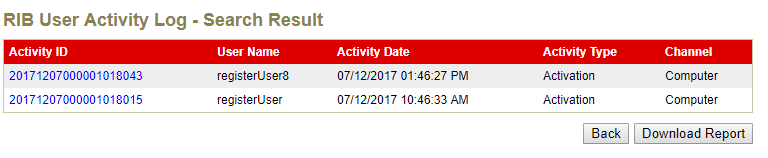 RIB User Activity Log - Search Result
Activity ID User Name Activity Date Activity Type Channel
20171207000001018043 registerUser8 07/12/2017 01:46:27 PM Activation Computer
20171207000001018015 registerUser 07/12/2017 10:46:33 AM Activation Computer
Back Download Report